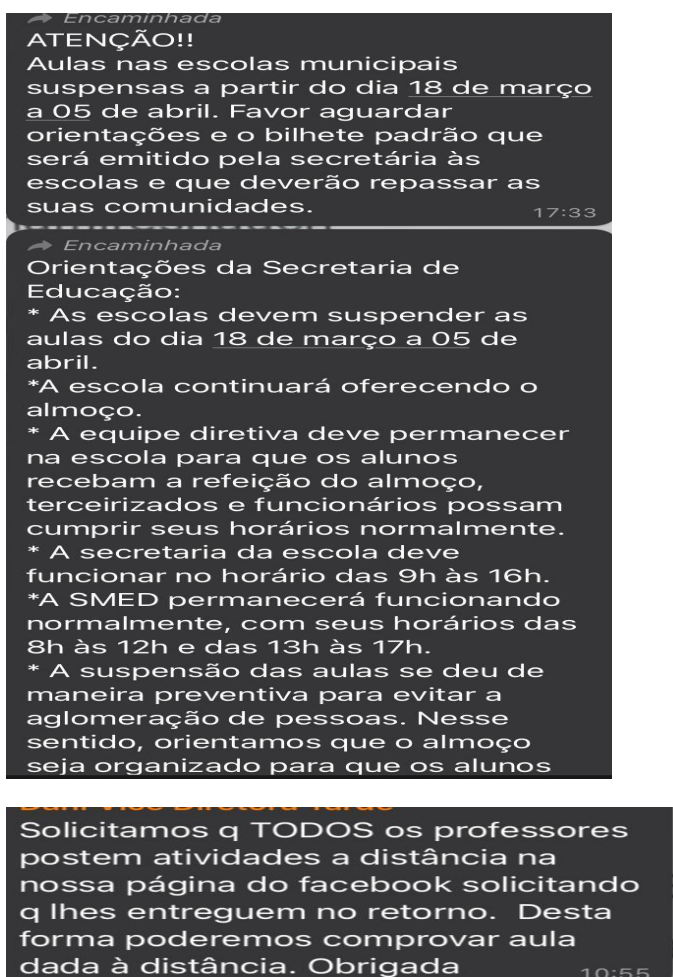 Encaminhada
ATENÇÃO!!
Aulas nas escolas municipais
suspensas a partir do dia 18 de março
a 05 de abril. Favor aguardar
orientações e o bilhete padrão que
será emitido pela secretária às
escolas e que deverão repassar as
suas comunidades.
17:33
Encaminhada
Orientações da Secretaria de
Educação:
* As escolas devem suspender as
aulas do dia 18 de março a 05 de
abril.
*A escola continuará oferecendo o
almoço.
* A equipe diretiva deve permanecer
na escola para que os alunos
recebam a refeição do almoço,
terceirizados e funcionários possam
cumprir seus horários normalmente.
* A secretaria da escola deve
funcionar no horário das 9h às 16h.
*A SMED permanecerá funcionando
normalmente, com seus horários das
8h às 12h e das 13h às 17h.
* A suspensão das aulas se deu de
maneira preventiva para evitar a
aglomeração de pessoas. Nesse
sentido, orientamos que o almoço
seja organizado para que os alunos
Solicitamos q TODOS os professores
postem atividades a distância na
nossa página do facebook solicitando
q lhes entreguem no retorno. Desta
forma poderemos comprovar aula
dada à distância. Obrigada